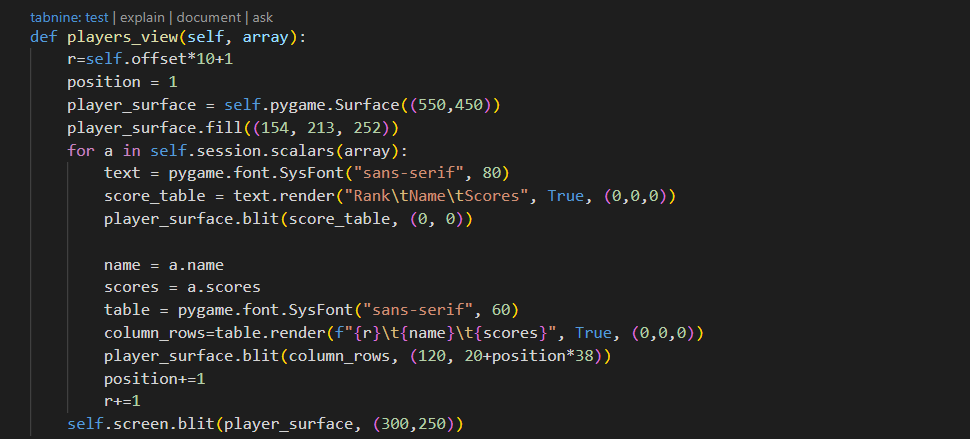 tabnine: test | explain | document | ask
def players_view(self, array):
    r=self.offset*10+1
    position = 1
    player_surface = self.pygame.Surface((550,450))
    player_surface.fill((154, 213, 252))
    for a in self.session.scalars(array):
        text = pygame.font.SysFont("sans-serif", 80)
        score_table = text.render("Rank\tName\tScores", True, (0,0,0))
        player_surface.blit(score_table, (0, 0))

        name = a.name
        scores = a.scores
        table = pygame.font.SysFont("sans-serif", 60)
        column_rows=table.render(f"{r}\t{name}\t{scores}", True, (0,0,0))
        player_surface.blit(column_rows, (120, 20+position*38))
        position+=1
        r+=1
    self.screen.blit(player_surface, (300,250))